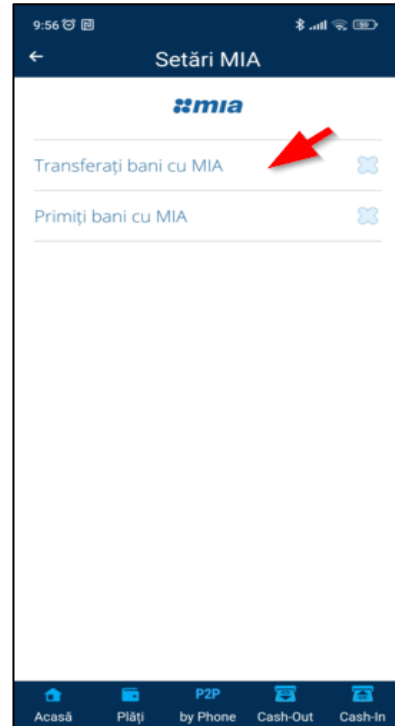 9:56
Setări MIA
mia
Transferați bani cu MIA
Primiți bani cu MIA
Acasă
Plăți
P2P
by Phone
Cash-Out
Cash-In